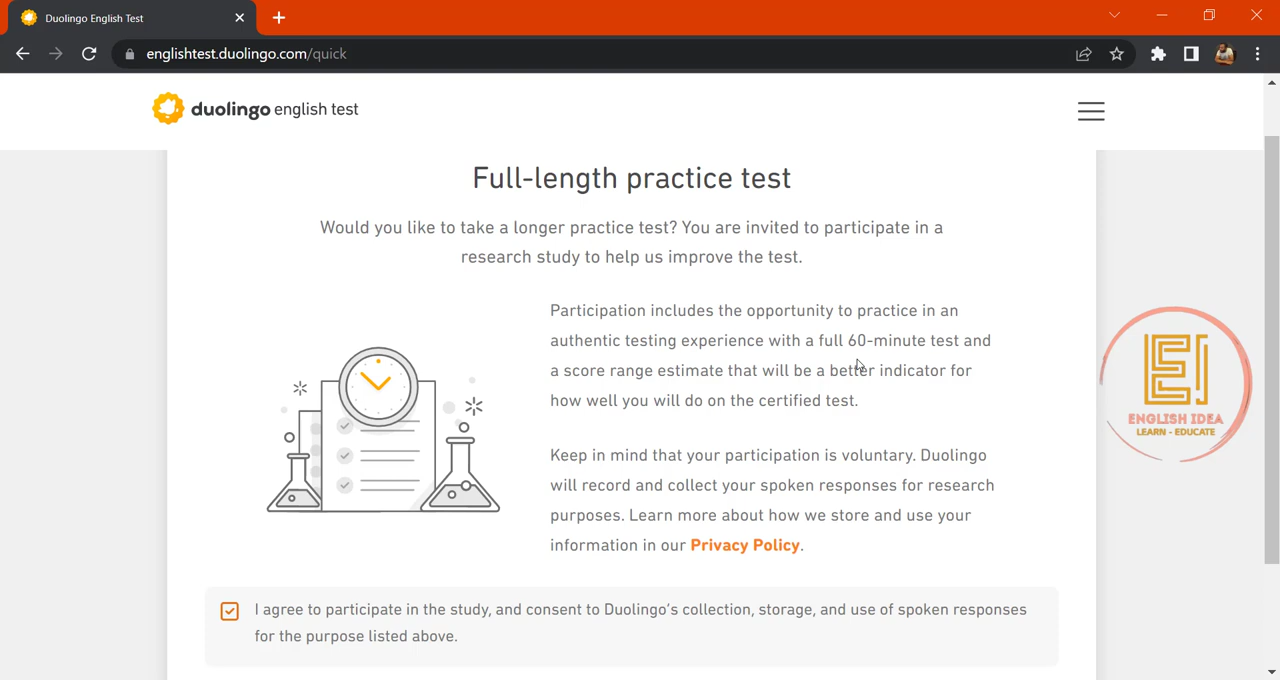 Duolingo English Test
englishtest.duolingo.com/quick
duolingo english test
Full-length practice test
Would you like to take a longer practice test? You are invited to participate in a
research study to help us improve the test.
Participation includes the opportunity to practice in an
authentic testing experience with a full 60-minute test and
a score range estimate that will be a better indicator for
how well you will do on the certified test.
Keep in mind that your participation is voluntary. Duolingo
will record and collect your spoken responses for research
purposes. Learn more about how we store and use your
information in our Privacy Policy.
I agree to participate in the study, and consent to Duolingo's collection, storage, and use of spoken responses
for the purpose listed above.
EI
ENGLISH IDEA
LEARN - EDUCATE